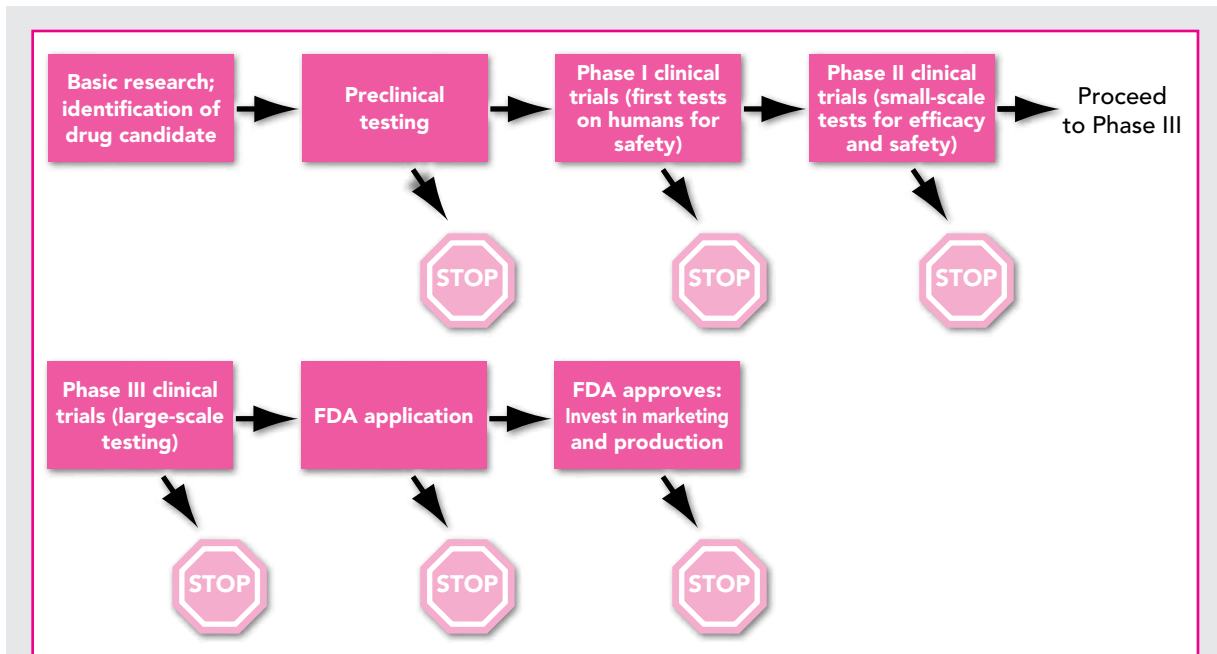 Basic research;
identification of
drug candidate
Preclinical
testing
Phase I clinical
trials (first tests
on humans for
safety)
Phase II clinical
trials (small-scale
tests for efficacy
and safety)
Proceed
to Phase III
STOP
STOP
STOP
Phase III clinical
trials (large-scale
testing)
FDA application
FDA approves:
Invest in marketing
and production
STOP
STOP
STOP